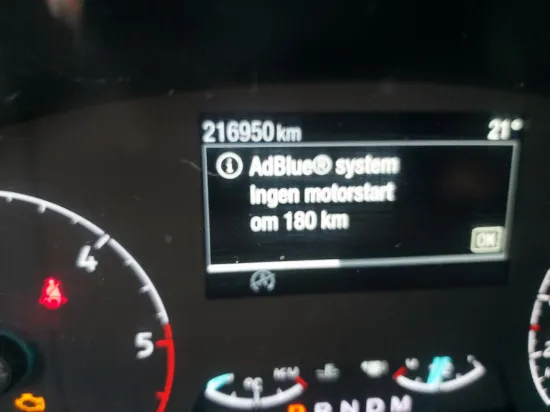 216950 km 21°
AdBlue® system
Ingen motorstart
om 180 km
OK
4
5
P R N D M